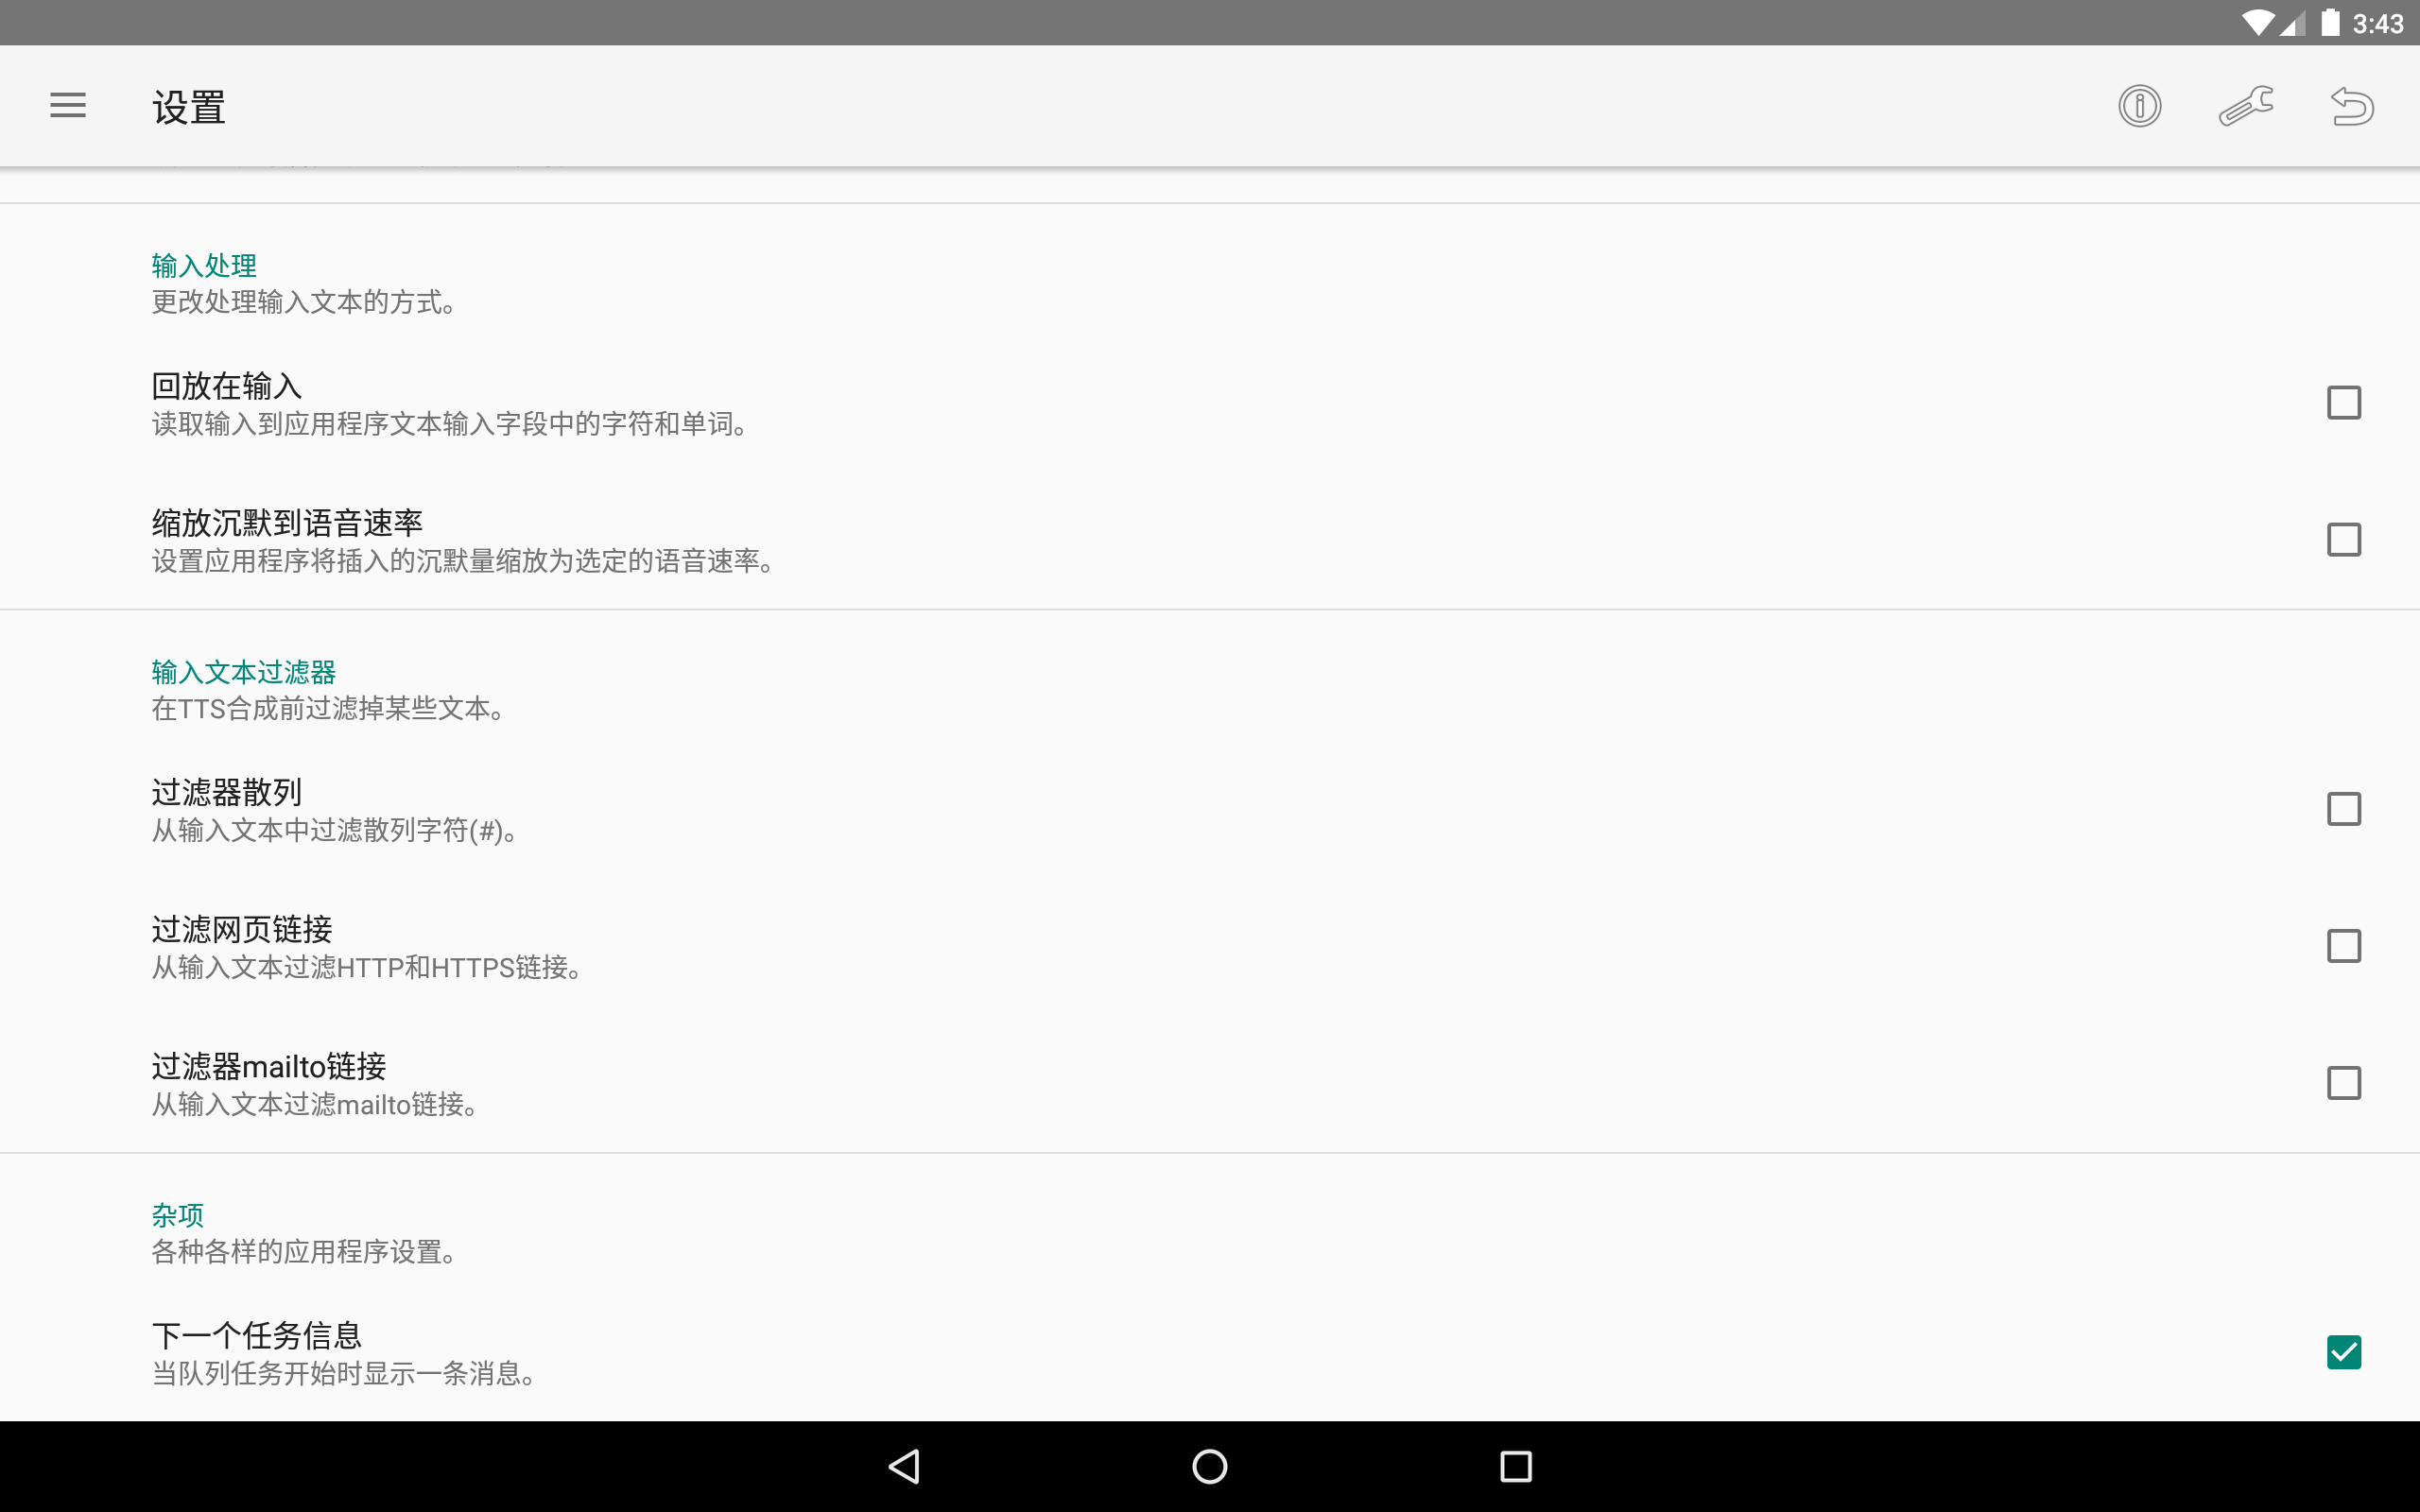 3:43
设置
输入处理
更改处理输入文本的方式。
回放在输入
读取输入到应用程序文本输入字段中的字符和单词。
缩放沉默到语音速率
设置应用程序将插入的沉默量缩放为选定的语音速率。
输入文本过滤器
在TTS合成前过滤掉某些文本。
过滤器散列
从输入文本中过滤散列字符(#)。
过滤网页链接
从输入文本过滤HTTP和HTTPS链接。
过滤器mailto链接
从输入文本过滤mailto链接。
杂项
各种各样的应用程序设置。
下一个任务信息
当队列任务开始时显示一条消息。